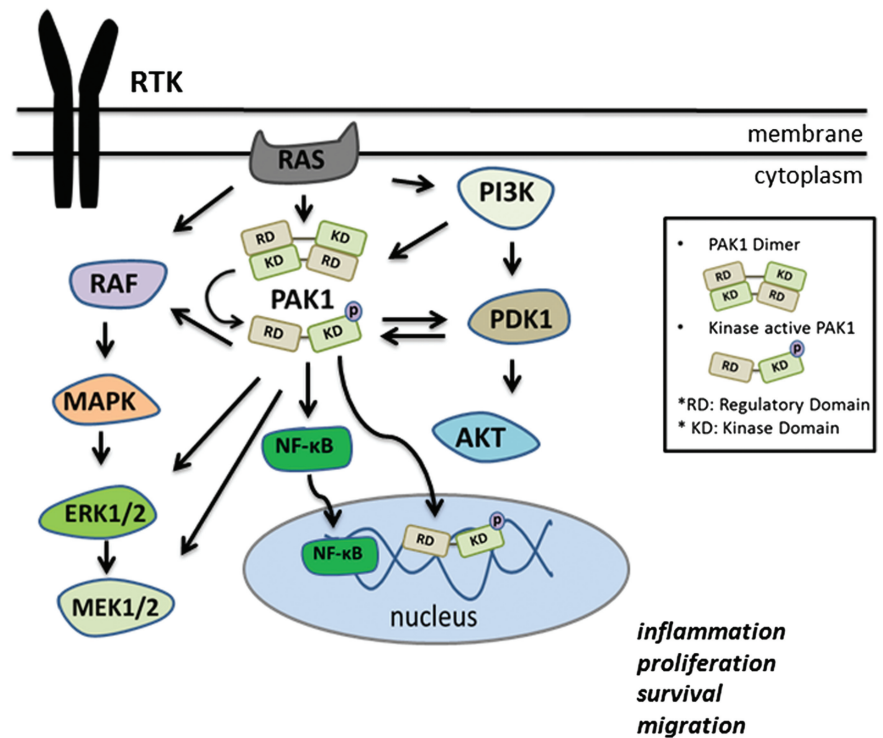 RTK
membrane
RAS
cytoplasm
PI3K
RD KD
KD RD
RAF
PAK1
p
RD KD
PDK1
MAPK
NF-κB
AKT
ERK1/2
p
RD KD
NF-κB
MEK1/2
nucleus
• PAK1 Dimer
RD KD
KD RD
• Kinase active PAK1
p
RD KD
*RD: Regulatory Domain
* KD: Kinase Domain
inflammation
proliferation
survival
migration